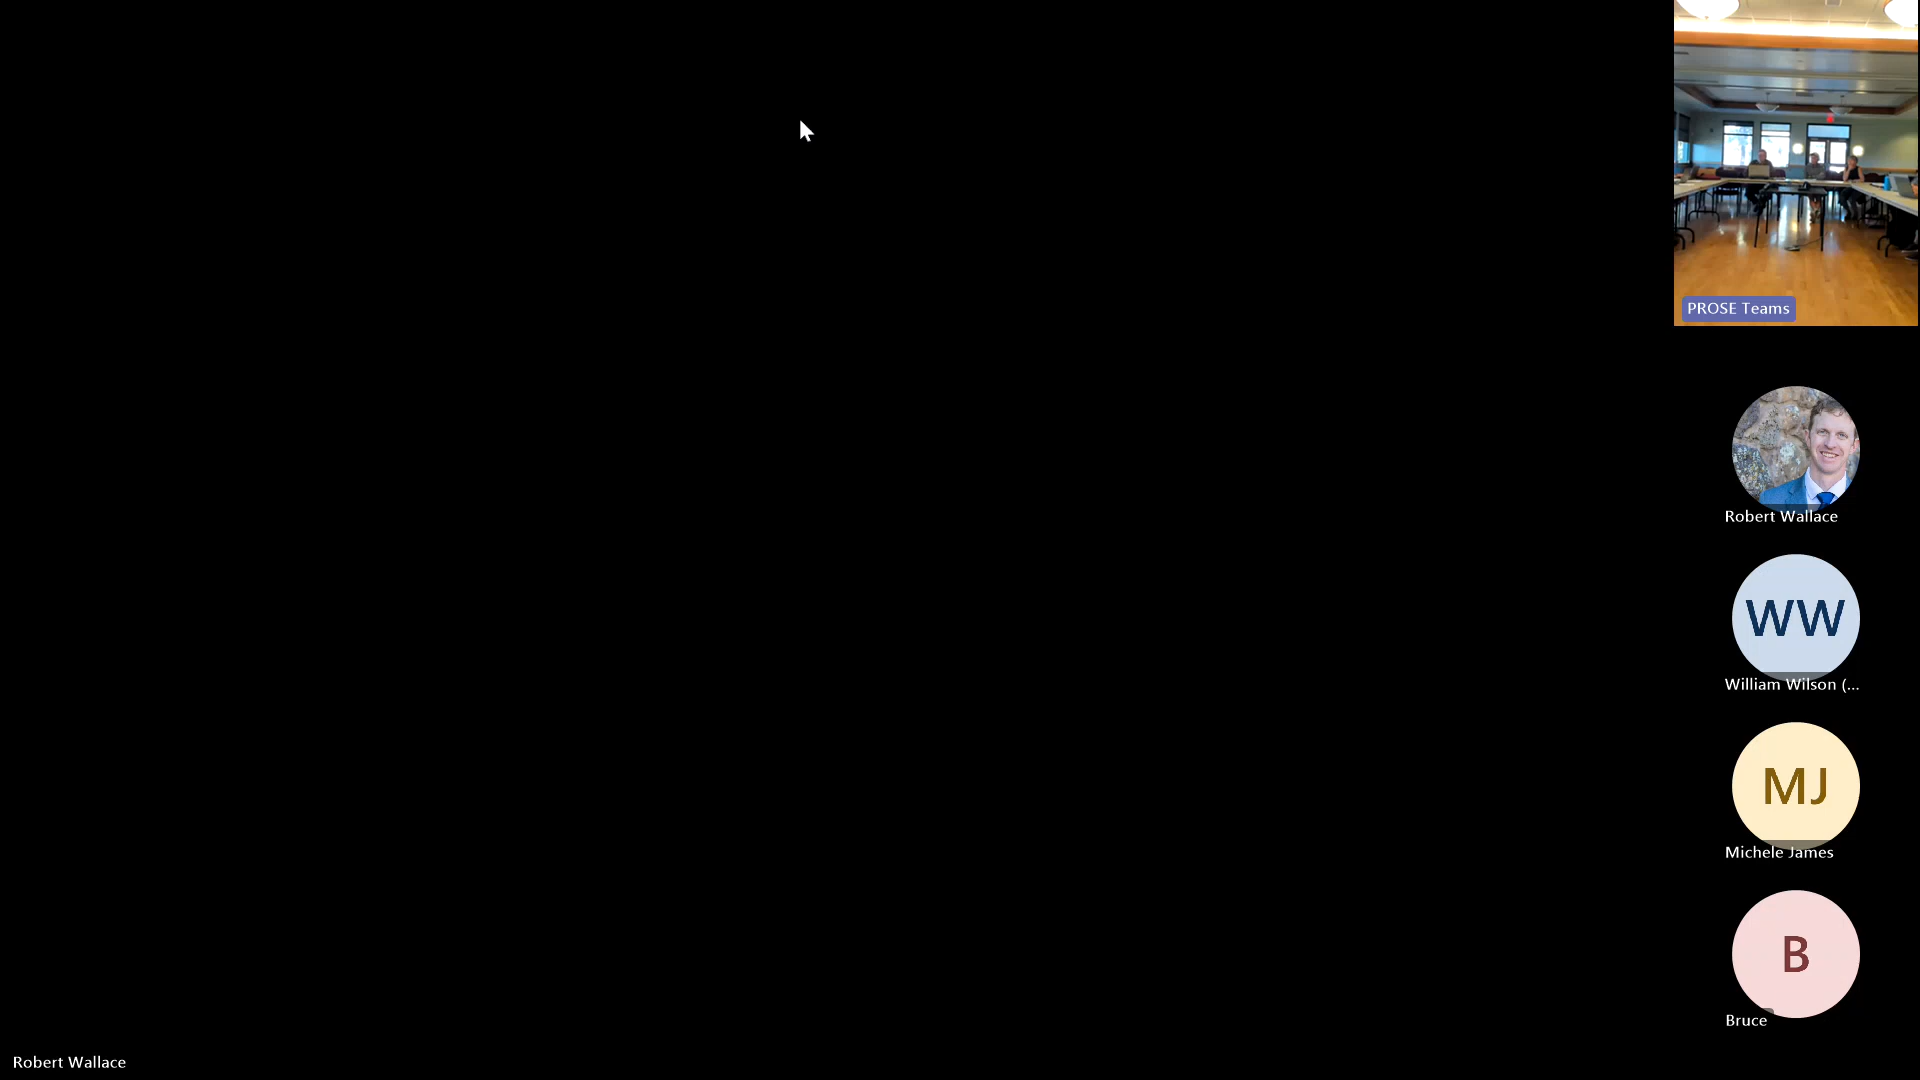 PROSE Teams
Robert Wallace
WW
William Wilson (...
MJ
Michele James
B
Bruce
Robert Wallace